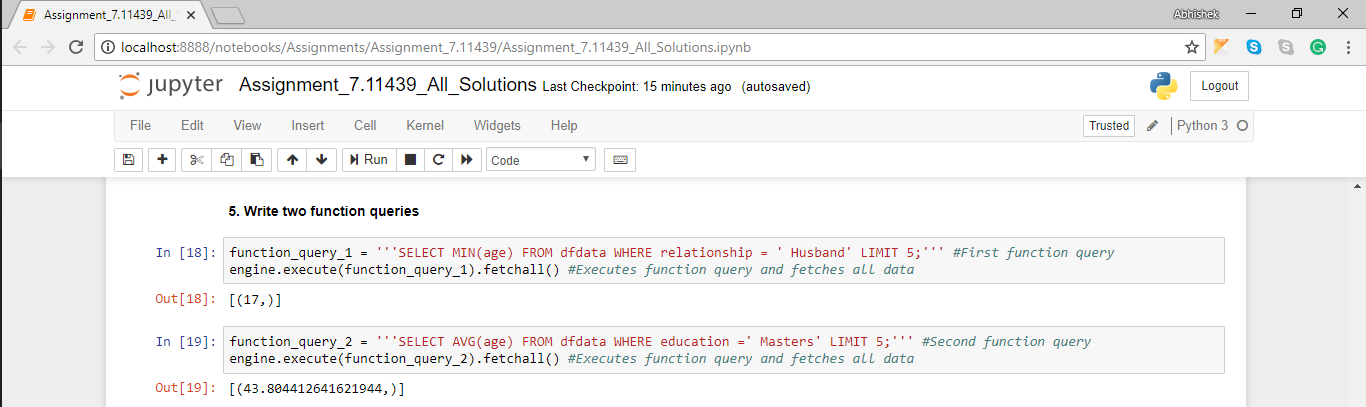 Assignment_7.11439_All_
Abhishek
localhost:8888/notebooks/Assignments/Assignment_7.11439/Assignment_7.11439_All_Solutions.ipynb
jupyter Assignment_7.11439_All_Solutions Last Checkpoint: 15 minutes ago (autosaved)
Logout
File Edit View Insert Cell Kernel Widgets Help
Trusted
Python 3
Run
Code
5. Write two function queries
In [18]: function_query_1 = '''SELECT MIN(age) FROM dfdata WHERE relationship = ' Husband' LIMIT 5;''' #First function query
engine.execute(function_query_1).fetchall() #Executes function query and fetches all data
Out[18]: [(17,)]
In [19]: function_query_2 = '''SELECT AVG(age) FROM dfdata WHERE education =' Masters' LIMIT 5;''' #Second function query
engine.execute(function_query_2).fetchall() #Executes function query and fetches all data
Out[19]: [(43.804412641621944,)]